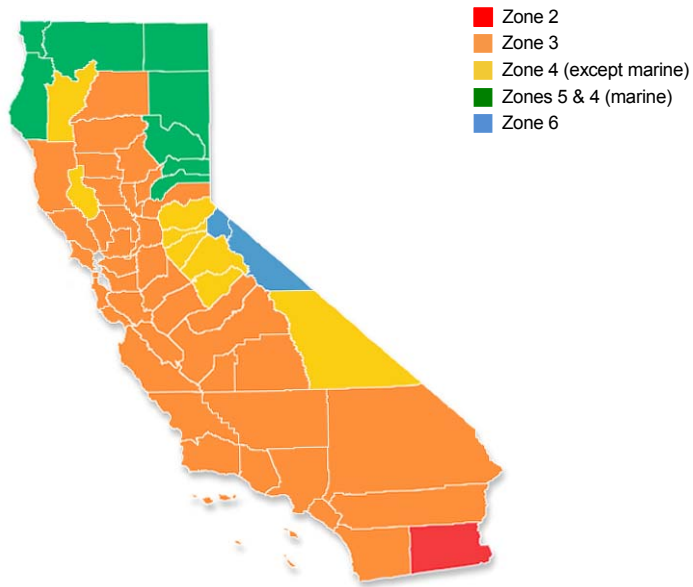 Zone 2
Zone 3
Zone 4 (except marine)
Zones 5 & 4 (marine)
Zone 6